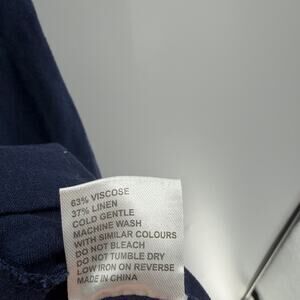 63% VISCOSE
37% LINEN
COLD GENTLE
MACHINE WASH
WITH SIMILAR COLOURS
DO NOT BLEACH
DO NOT TUMBLE DRY
LOW IRON ON REVERSE
MADE IN CHINA